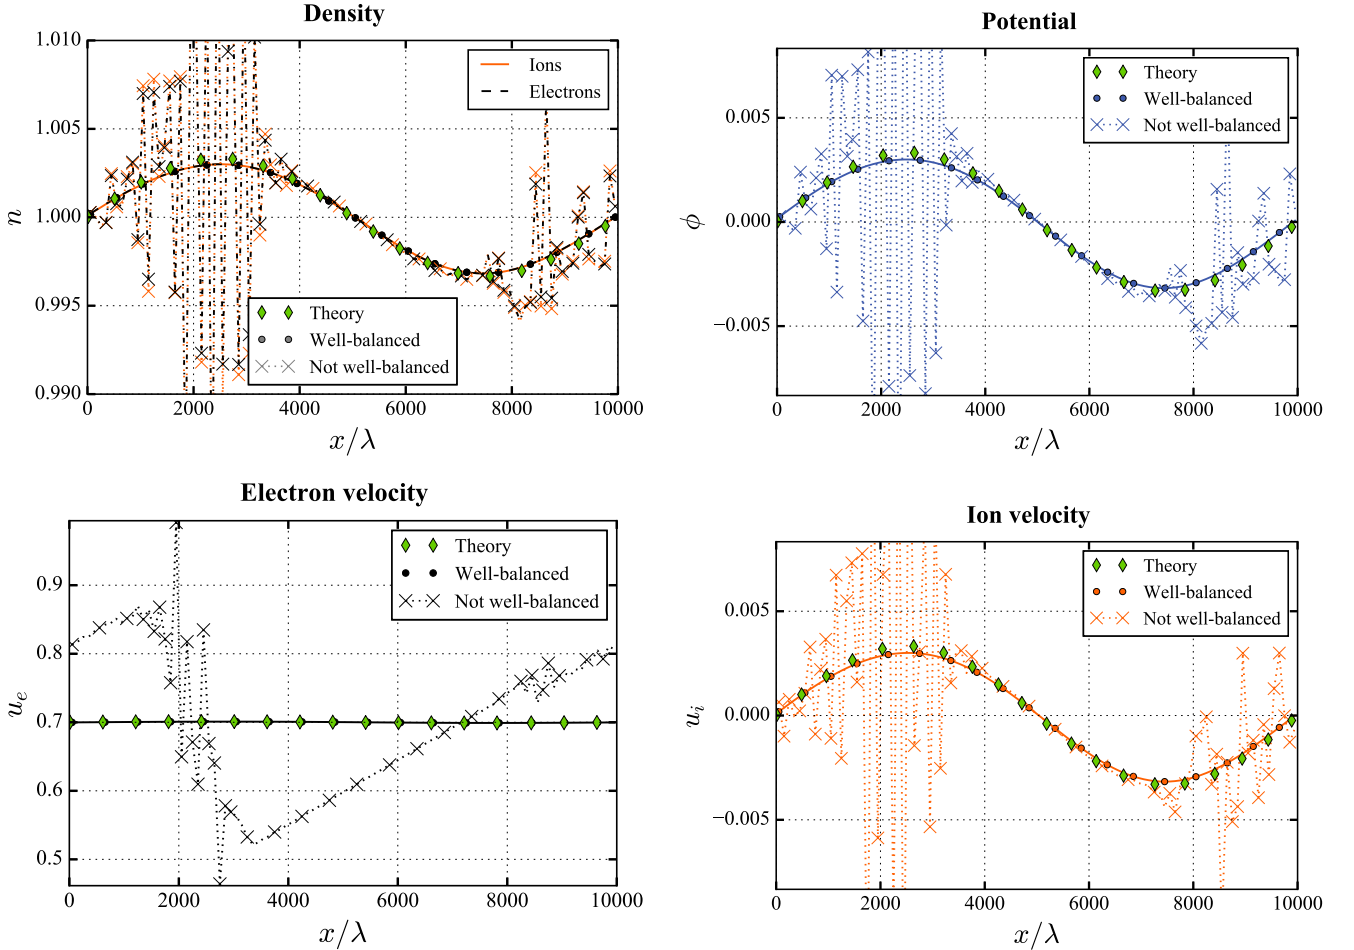 Density
1.010
1.005
1.000
0.995
0.990
n
Ions
Electrons
Theory
Well-balanced
Not well-balanced
0 2000 4000 6000 8000 10000
x/λ
Potential
0.005
0.000
−0.005
ϕ
Theory
Well-balanced
Not well-balanced
0 2000 4000 6000 8000 10000
x/λ
Electron velocity
0.9
0.8
0.7
0.6
0.5
u_e
Theory
Well-balanced
Not well-balanced
0 2000 4000 6000 8000 10000
x/λ
Ion velocity
0.005
0.000
−0.005
u_i
Theory
Well-balanced
Not well-balanced
0 2000 4000 6000 8000 10000
x/λ